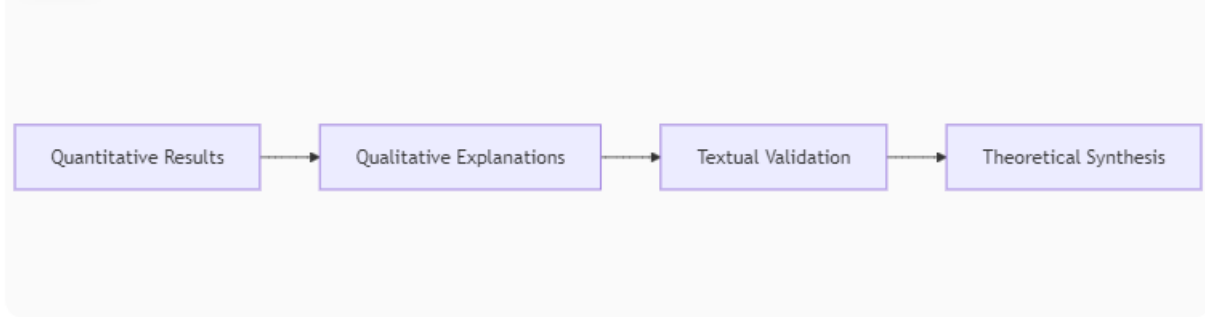 Quantitative Results
Qualitative Explanations
Textual Validation
Theoretical Synthesis